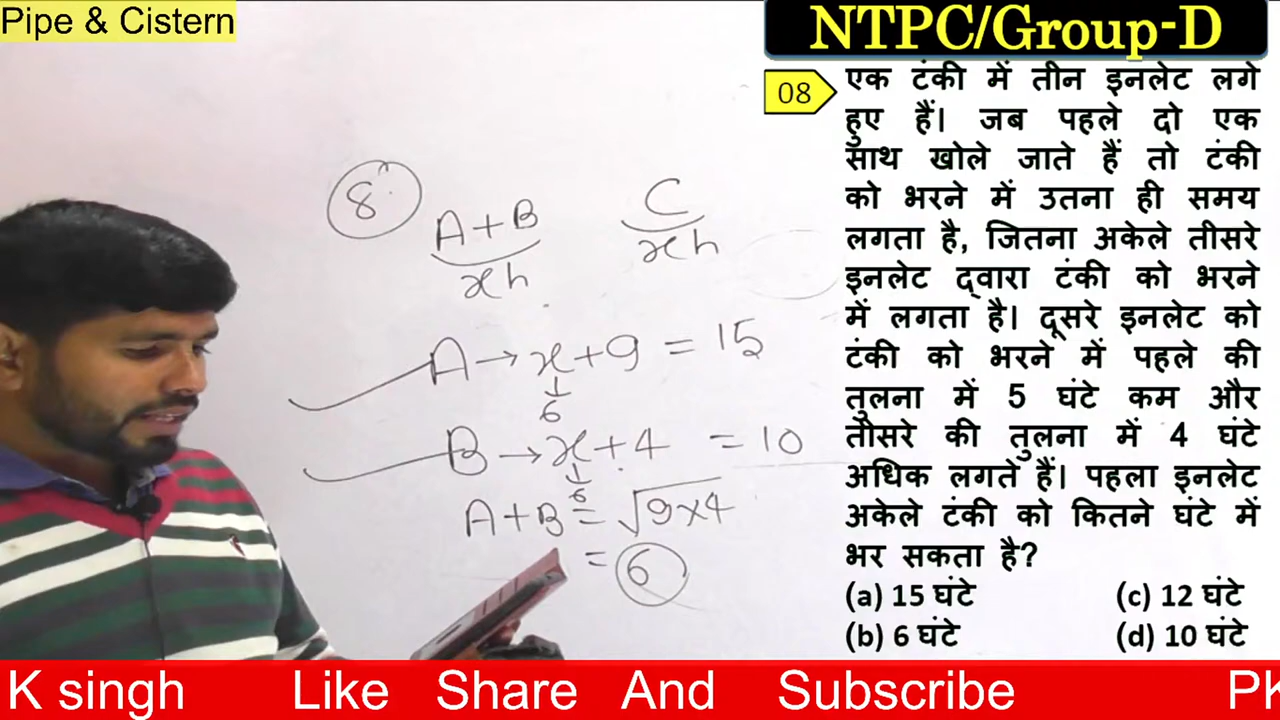 Pipe & Cistern
NTPC/Group-D
08
एक टंकी में तीन इनलेट लगे
हुए हैं। जब पहले दो एक
साथ खोले जाते हैं तो टंकी
को भरने में उतना ही समय
लगता है, जितना अकेले तीसरे
इनलेट द्वारा टंकी को भरने
में लगता है। दूसरे इनलेट को
टंकी को भरने में पहले की
तुलना में 5 घंटे कम और
तीसरे की तुलना में 4 घंटे
अधिक लगते हैं। पहला इनलेट
अकेले टंकी को कितने घंटे में
भर सकता है?
(a) 15 घंटे (c) 12 घंटे
(b) 6 घंटे (d) 10 घंटे
8
A+B C
xh xh
A → x+9 = 15
↓
6
B → x+4 = 10
↓
6
A+B = √9×4
= 6
K singh Like Share And Subscribe PK